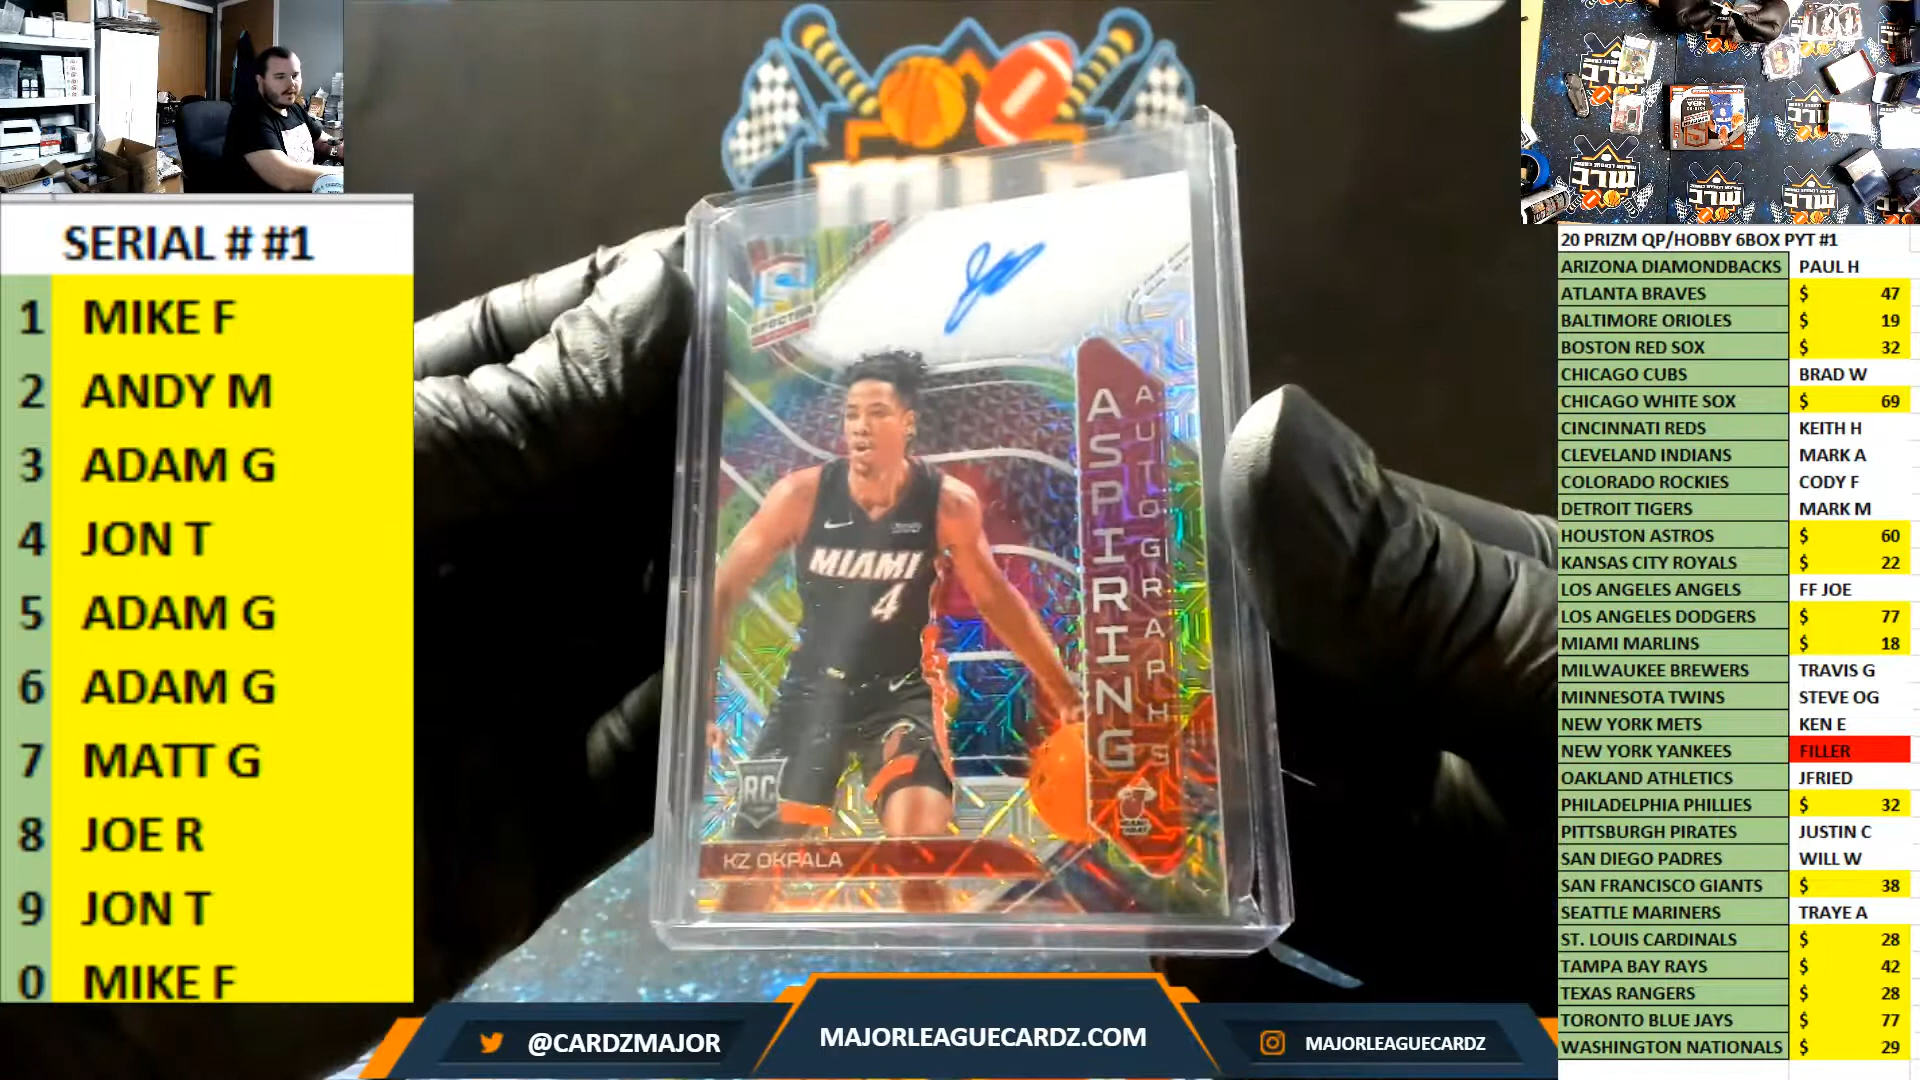 SERIAL # #1
1 MIKE F
2 ANDY M
3 ADAM G
4 JON T
5 ADAM G
6 ADAM G
7 MATT G
8 JOE R
9 JON T
0 MIKE F
SPECTRA
ASPIRING
AUTOGRAPHS
MIAMI
4
RC
KZ OKPALA
@CARDZMAJOR
MAJORLEAGUECARDZ.COM
MAJORLEAGUECARDZ
20 PRIZM QP/HOBBY 6BOX PYT #1
ARIZONA DIAMONDBACKS PAUL H
ATLANTA BRAVES $ 47
BALTIMORE ORIOLES $ 19
BOSTON RED SOX $ 32
CHICAGO CUBS BRAD W
CHICAGO WHITE SOX $ 69
CINCINNATI REDS KEITH H
CLEVELAND INDIANS MARK A
COLORADO ROCKIES CODY F
DETROIT TIGERS MARK M
HOUSTON ASTROS $ 60
KANSAS CITY ROYALS $ 22
LOS ANGELES ANGELS FF JOE
LOS ANGELES DODGERS $ 77
MIAMI MARLINS $ 18
MILWAUKEE BREWERS TRAVIS G
MINNESOTA TWINS STEVE OG
NEW YORK METS KEN E
NEW YORK YANKEES FILLER
OAKLAND ATHLETICS JFRIED
PHILADELPHIA PHILLIES $ 32
PITTSBURGH PIRATES JUSTIN C
SAN DIEGO PADRES WILL W
SAN FRANCISCO GIANTS $ 38
SEATTLE MARINERS TRAYE A
ST. LOUIS CARDINALS $ 28
TAMPA BAY RAYS $ 42
TEXAS RANGERS $ 28
TORONTO BLUE JAYS $ 77
WASHINGTON NATIONALS $ 29